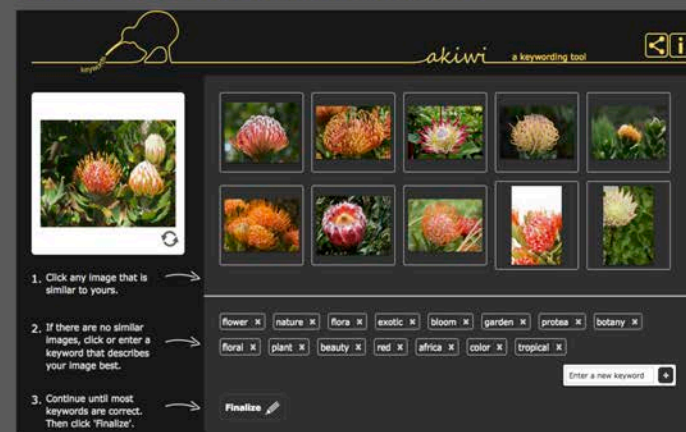 keywords
akiwi
a keywording tool
i
1. Click any image that is
similar to yours.
2. If there are no similar
images, click or enter a
keyword that describes
your image best.
3. Continue until most
keywords are correct.
Then click 'Finalize'.
flower x nature x flora x exotic x bloom x garden x protea x botany x
floral x plant x beauty x red x africa x color x tropical x
Enter a new keyword +
Finalize